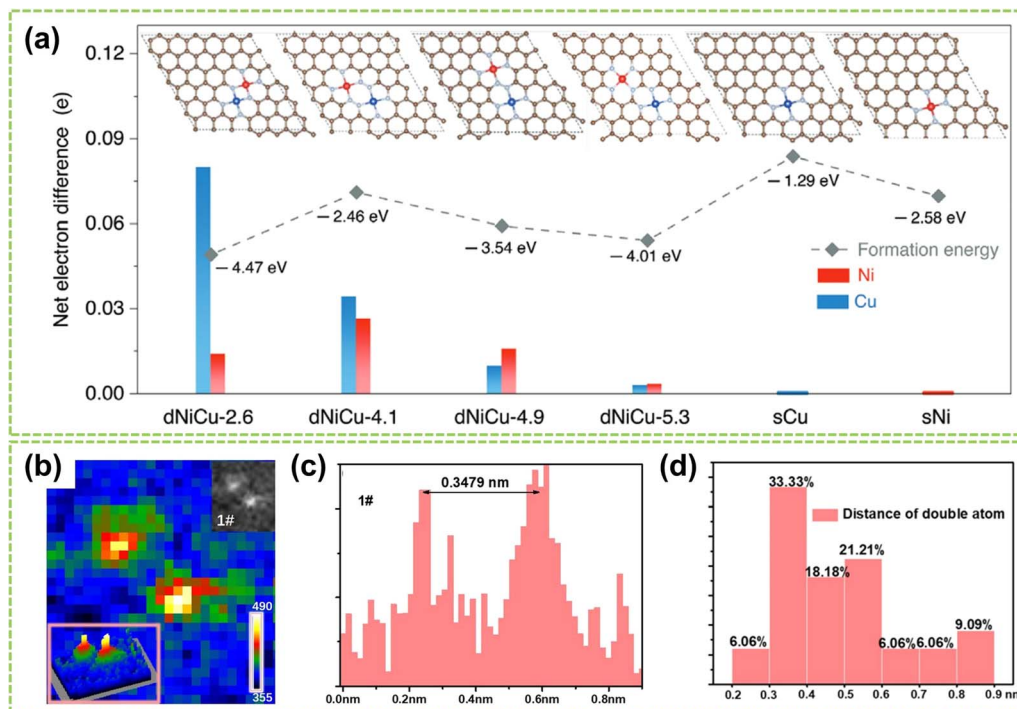 (a)
0.12
0.09
0.06
0.03
0.00
Net electron difference (e)
− 4.47 eV
− 2.46 eV
− 3.54 eV
− 4.01 eV
− 1.29 eV
− 2.58 eV
Formation energy
Ni
Cu
dNiCu-2.6 dNiCu-4.1 dNiCu-4.9 dNiCu-5.3 sCu sNi
(b)
1#
490
355
(c)
1#
0.3479 nm
0.0nm 0.2nm 0.4nm 0.6nm 0.8nm
(d)
33.33%
Distance of double atom
21.21%
18.18%
9.09%
6.06%
6.06%
6.06%
0.2 0.3 0.4 0.5 0.6 0.7 0.8 0.9 nm